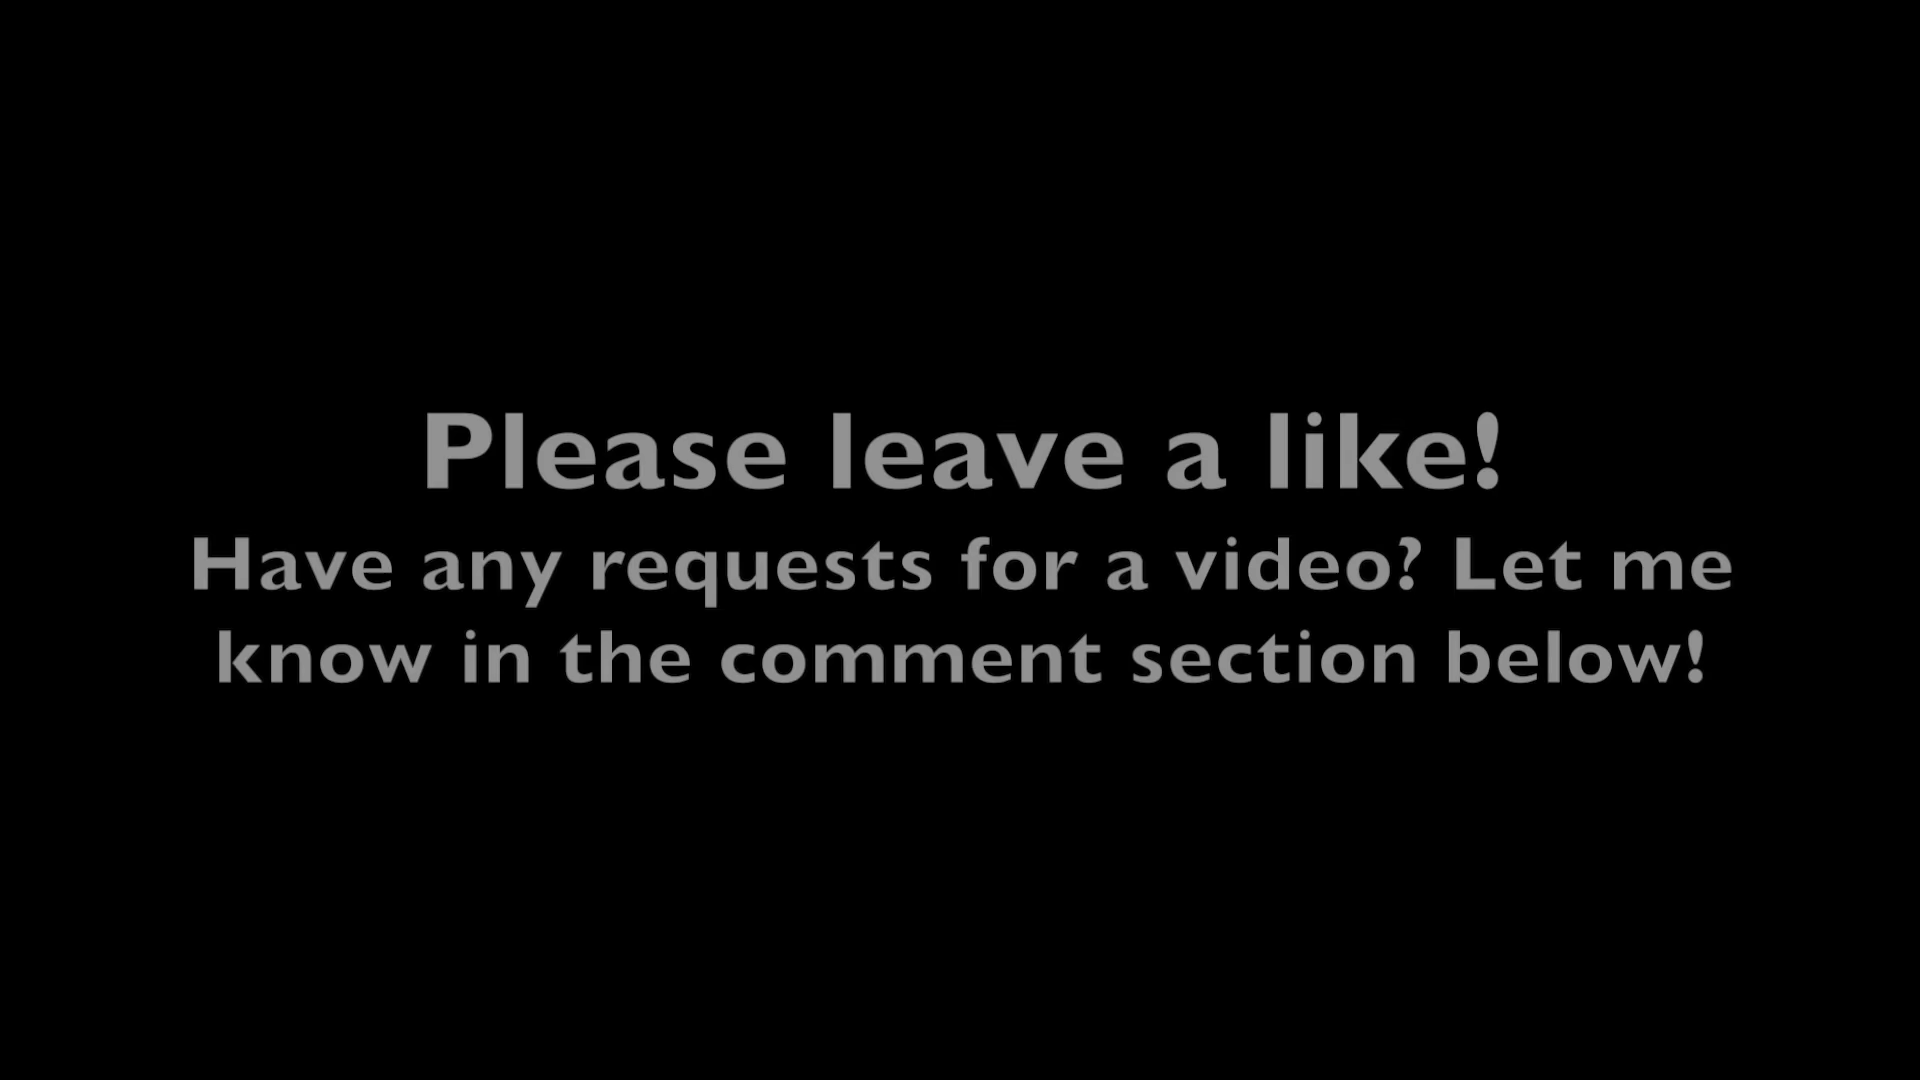 Please leave a like!
Have any requests for a video? Let me
know in the comment section below!